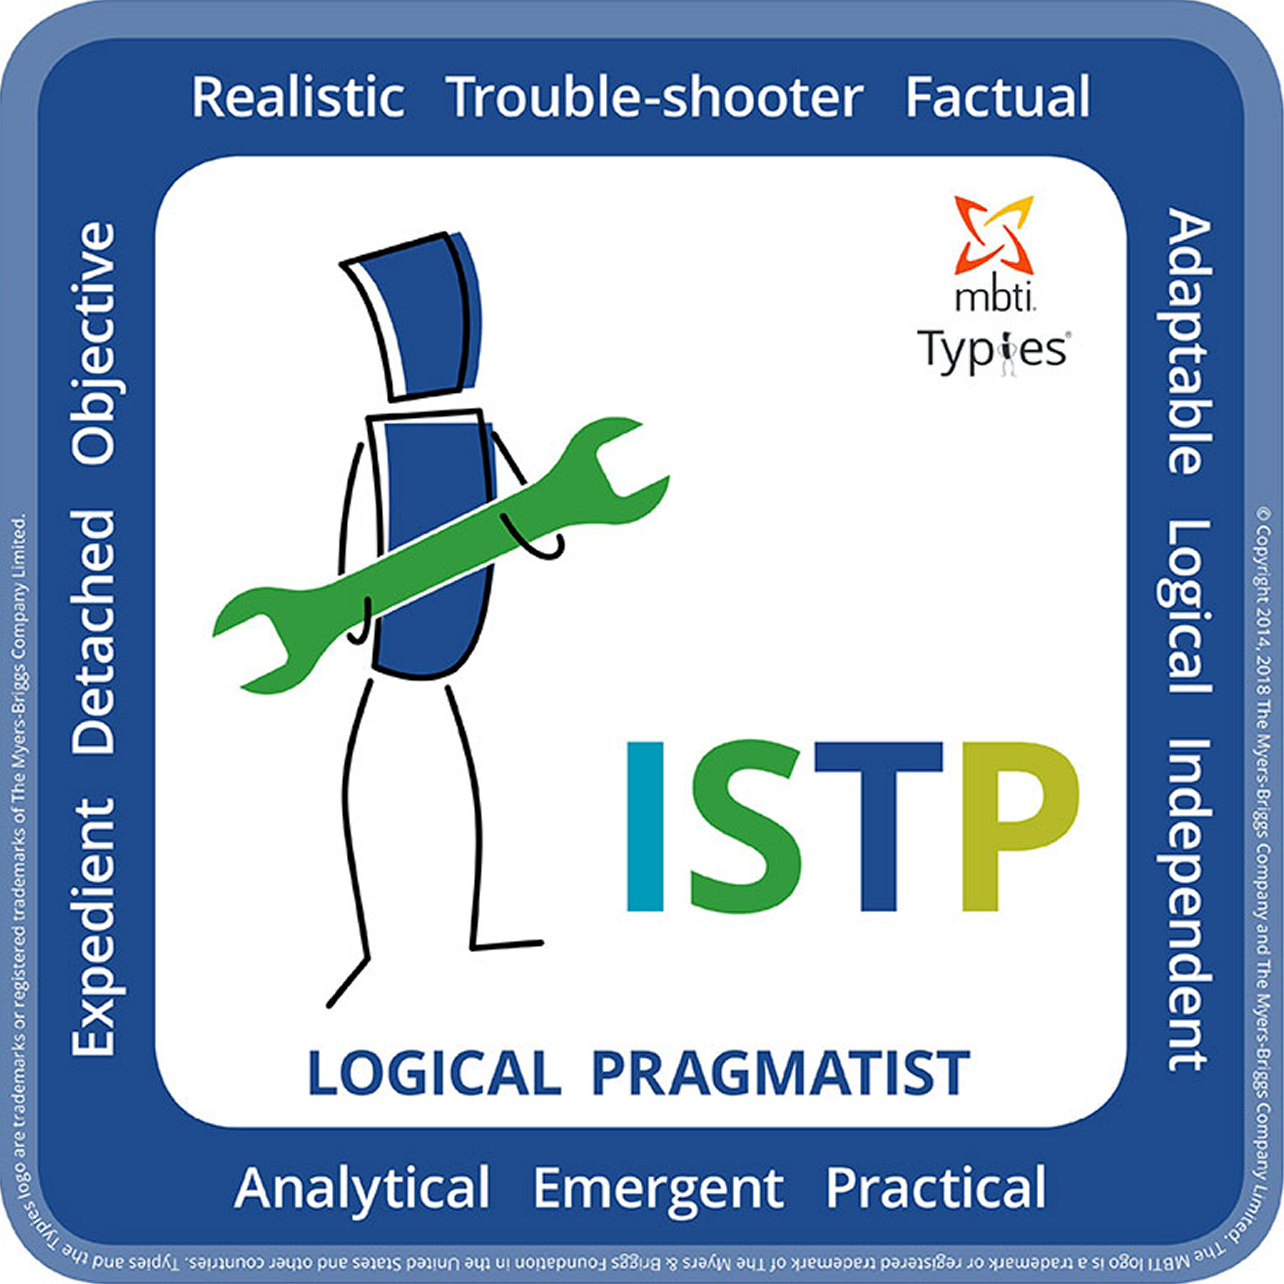 Realistic Trouble-shooter Factual
Adaptable Logical Independent
Analytical Emergent Practical
Expedient Detached Objective
mbti.
Typies®
ISTP
LOGICAL PRAGMATIST
© Copyright 2014, 2018 The Myers-Briggs Company and The Myers-Briggs Company Limited. The MBTI logo is a trademark or registered trademark of The Myers & Briggs Foundation in the United States and other countries. Typies and the Typies logo are trademarks or registered trademarks of The Myers-Briggs Company Limited.